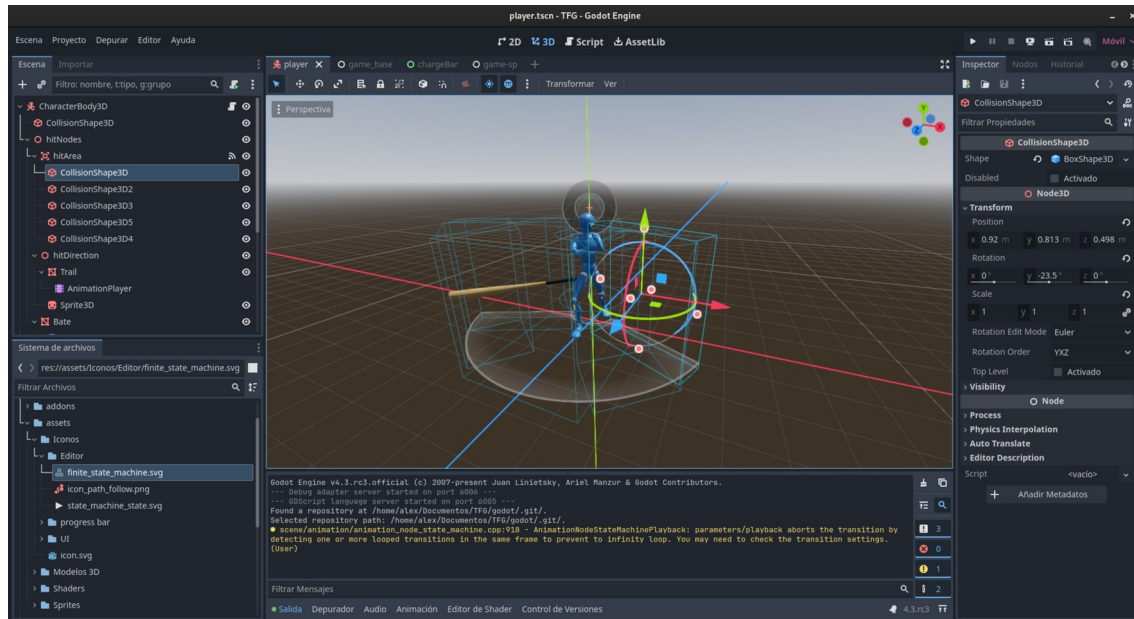 player.tscn - TFG - Godot Engine
Escena Proyecto Depurar Editor Ayuda
2D 3D Script AssetLib
Móvil
Escena Importar
Filtro: nombre, t:tipo, g:grupo
CharacterBody3D
CollisionShape3D
hitNodes
hitArea
CollisionShape3D
CollisionShape3D2
CollisionShape3D3
CollisionShape3D5
CollisionShape3D4
hitDirection
Trail
AnimationPlayer
Sprite3D
Bate
Sistema de archivos
res://assets/Iconos/Editor/finite_state_machine.svg
Filtrar Archivos
addons
assets
Iconos
Editor
finite_state_machine.svg
icon_path_follow.png
state_machine_state.svg
progress bar
UI
icon.svg
Modelos 3D
Shaders
Sprites
player game_base chargeBar game-sp
Transformar Ver
Perspectiva
Y
X
Z
Godot Engine v4.3.rc3.official (c) 2007-present Juan Linietsky, Ariel Manzur & Godot Contributors.
--- Debug adapter server started on port 6006 ---
--- GDScript language server started on port 6005 ---
Found a repository at /home/alex/Documentos/TFG/godot/.git/.
Selected repository path: /home/alex/Documentos/TFG/godot/.git/.
scene/animation/animation_node_state_machine.cpp:918 - AnimationNodeStateMachinePlayback: parameters/playback aborts the transition by
detecting one or more looped transitions in the same frame to prevent to infinity loop. You may need to check the transition settings.
(User)
3
0
1
2
Filtrar Mensajes
Salida Depurador Audio Animación Editor de Shader Control de Versiones
4.3.rc3
Inspector Nodos Historial
CollisionShape3D
Filtrar Propiedades
CollisionShape3D
Shape BoxShape3D
Disabled Activado
Node3D
Transform
Position
x 0.92 m y 0.813 m z 0.498 m
Rotation
x 0° y -23.5° z 0°
Scale
x 1 y 1 z 1
Rotation Edit Mode Euler
Rotation Order YXZ
Top Level Activado
Visibility
Node
Process
Physics Interpolation
Auto Translate
Editor Description
Script <vacío>
Añadir Metadatos